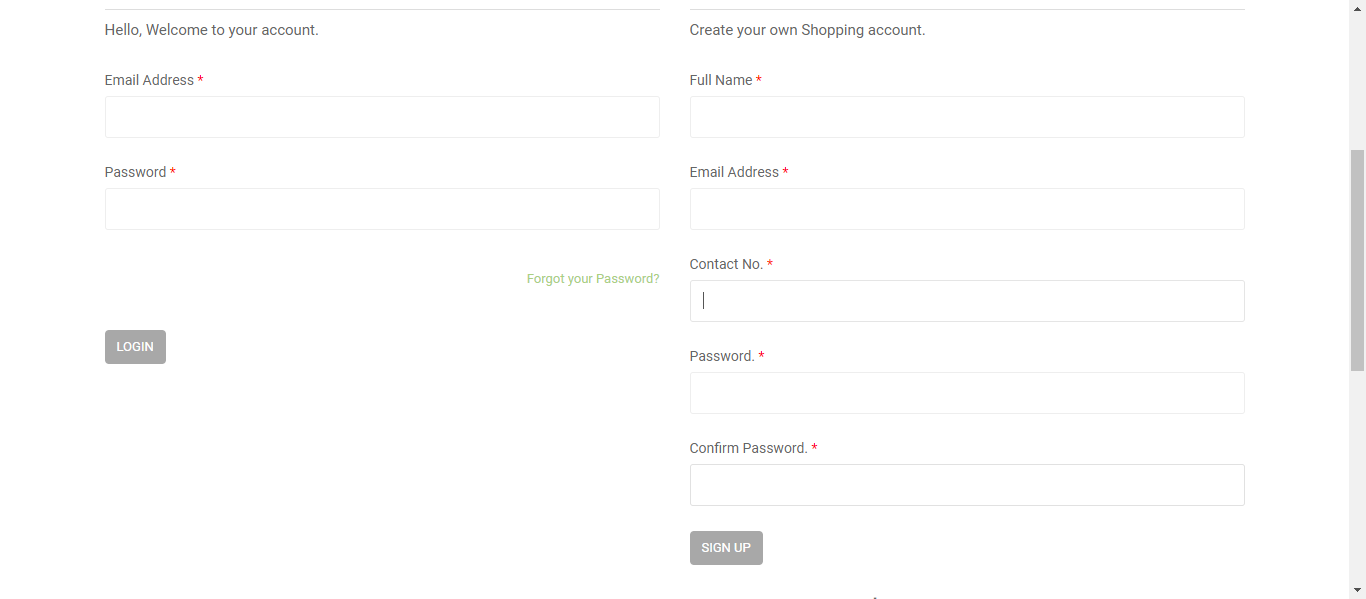 Hello, Welcome to your account.
Email Address *
Password *
Forgot your Password?
LOGIN
Create your own Shopping account.
Full Name *
Email Address *
Contact No. *
Password. *
Confirm Password. *
SIGN UP